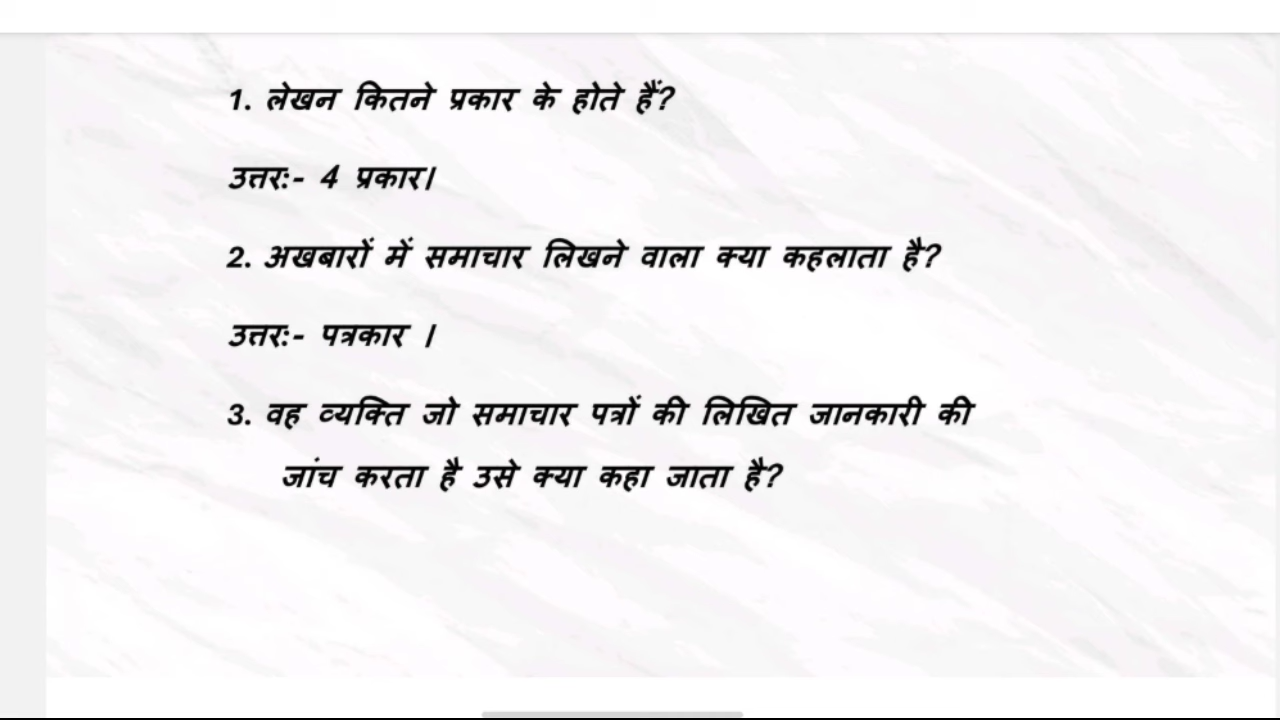 1. लेखन कितने प्रकार के होते हैं?
उत्तर:- 4 प्रकार।
2. अखबारों में समाचार लिखने वाला क्या कहलाता है?
उत्तर:- पत्रकार ।
3. वह व्यक्ति जो समाचार पत्रों की लिखित जानकारी की
जांच करता है उसे क्या कहा जाता है?